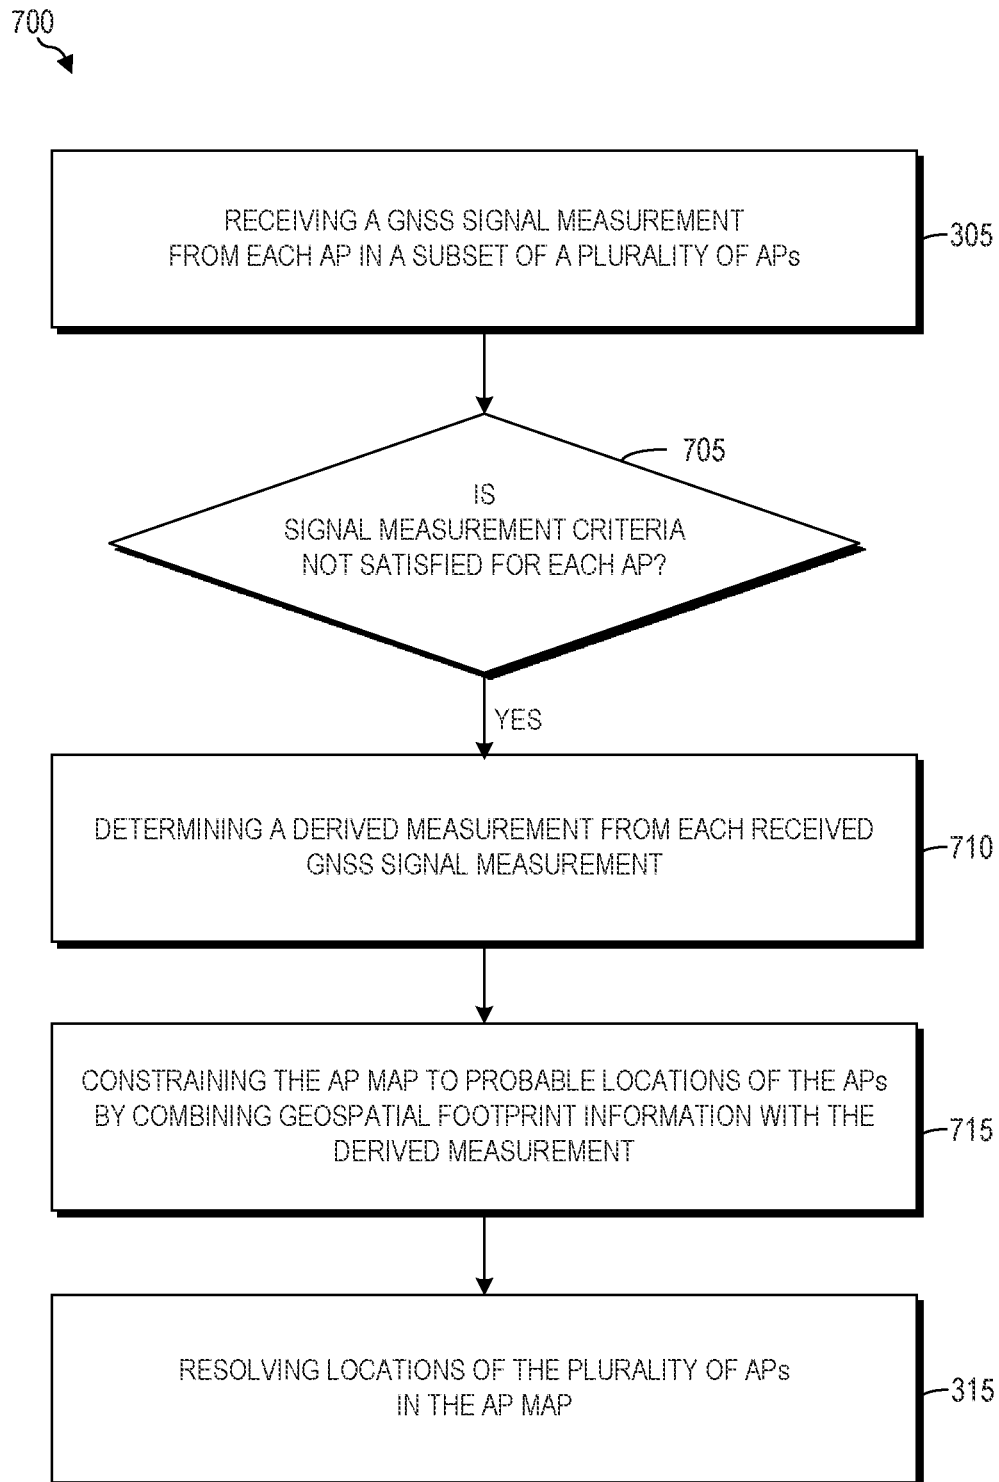 700
RECEIVING A GNSS SIGNAL MEASUREMENT
FROM EACH AP IN A SUBSET OF A PLURALITY OF APs
305
705
IS
SIGNAL MEASUREMENT CRITERIA
NOT SATISFIED FOR EACH AP?
YES
DETERMINING A DERIVED MEASUREMENT FROM EACH RECEIVED
GNSS SIGNAL MEASUREMENT
710
CONSTRAINING THE AP MAP TO PROBABLE LOCATIONS OF THE APs
BY COMBINING GEOSPATIAL FOOTPRINT INFORMATION WITH THE
DERIVED MEASUREMENT
715
RESOLVING LOCATIONS OF THE PLURALITY OF APs
IN THE AP MAP
315